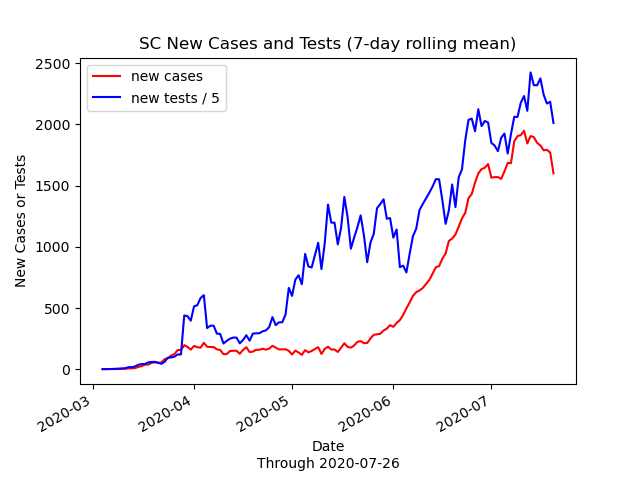 SC New Cases and Tests (7-day rolling mean)
new cases
new tests / 5
New Cases or Tests
2500
2000
1500
1000
500
0
2020-03
2020-04
2020-05
2020-06
2020-07
Date
Through 2020-07-26